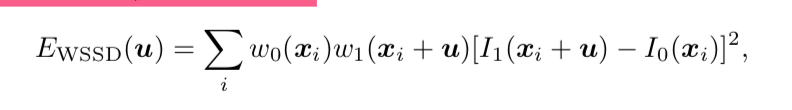 E_WSSD(𝒖) = ∑_i w_0(𝒙_i)w_1(𝒙_i + 𝒖)[I_1(𝒙_i + 𝒖) − I_0(𝒙_i)]^2,